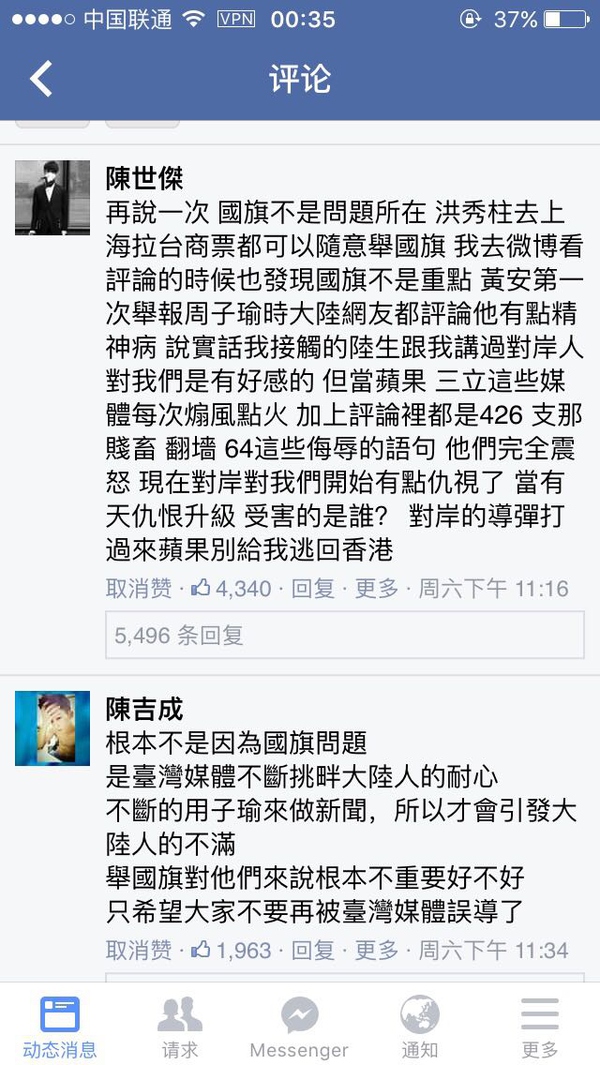 中国联通 VPN 00:35 37%
评论
陳世傑
再說一次 國旗不是問題所在 洪秀柱去上
海拉台商票都可以隨意舉國旗 我去微博看
評論的時候也發現國旗不是重點 黃安第一
次舉報周子瑜時大陸網友都評論他有點精
神病 說實話我接觸的陸生跟我講過對岸人
對我們是有好感的 但當蘋果 三立這些媒
體每次煽風點火 加上評論裡都是426 支那
賤畜 翻墻 64這些侮辱的語句 他們完全震
怒 現在對岸對我們開始有點仇視了 當有
天仇恨升級 受害的是誰? 對岸的導彈打
過來蘋果別給我逃回香港
取消赞 · 4,340 · 回复 · 更多 · 周六下午 11:16
5,496 条回复
陳吉成
根本不是因為國旗問題
是臺灣媒體不斷挑畔大陸人的耐心
不斷的用子瑜來做新聞，所以才會引發大
陸人的不滿
舉國旗對他們來說根本不重要好不好
只希望大家不要再被臺灣媒體誤導了
取消赞 · 1,963 · 回复 · 更多 · 周六下午 11:34
动态消息 请求 Messenger 通知 更多